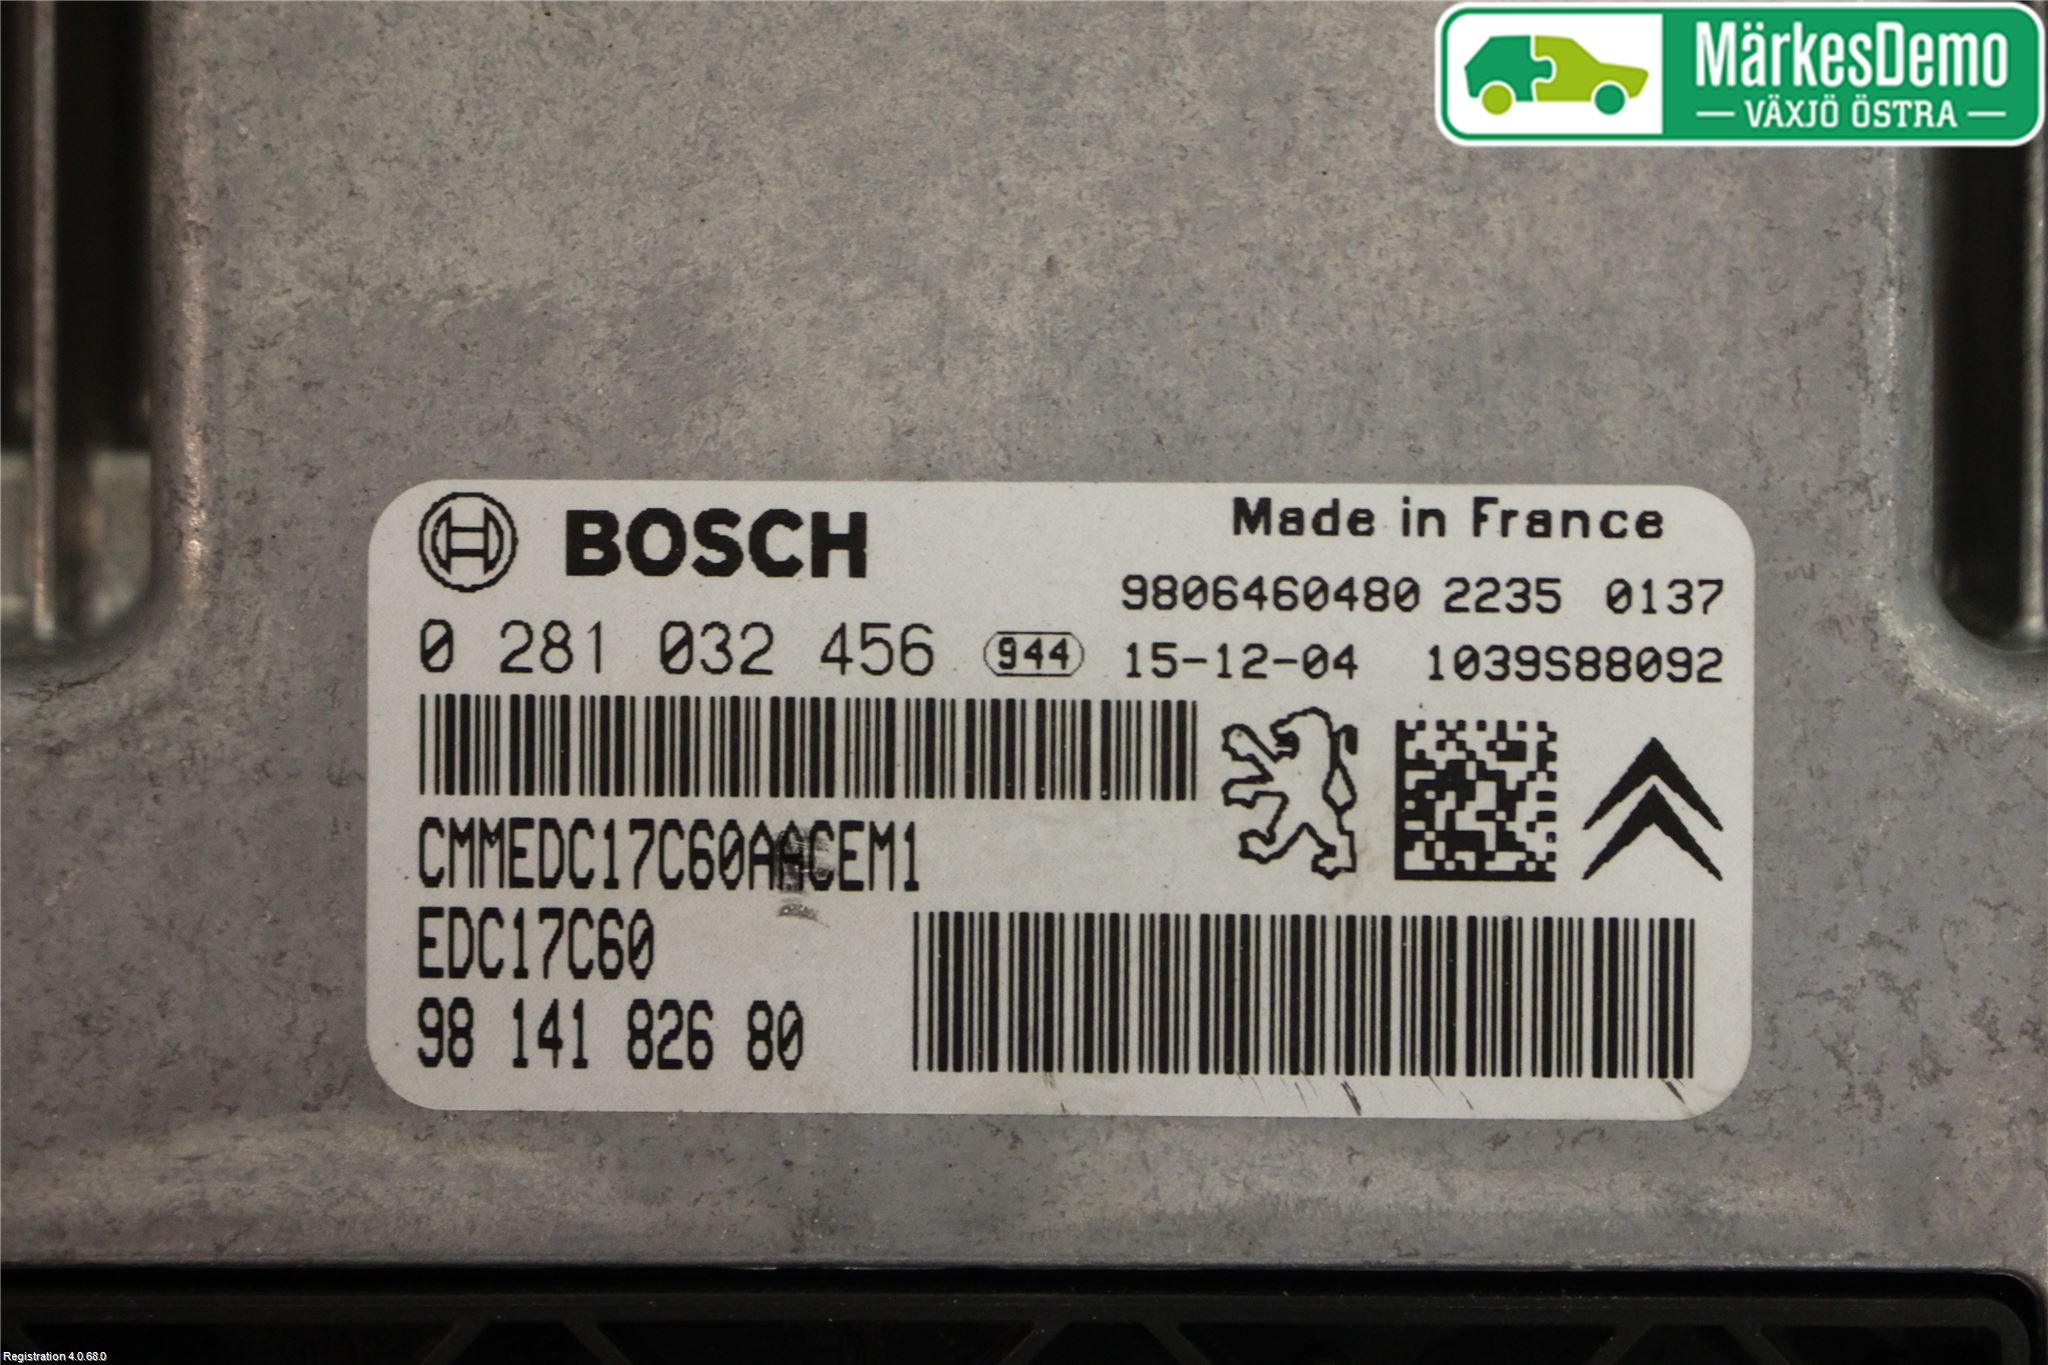 MärkesDemo
— VÄXJÖ ÖSTRA —
BOSCH
Made in France
9806460480 2235 0137
0 281 032 456 944 15-12-04 1039S88092
CMMEDC17C60AACEM1
EDC17C60
98 141 826 80
Registration 4.0.68.0